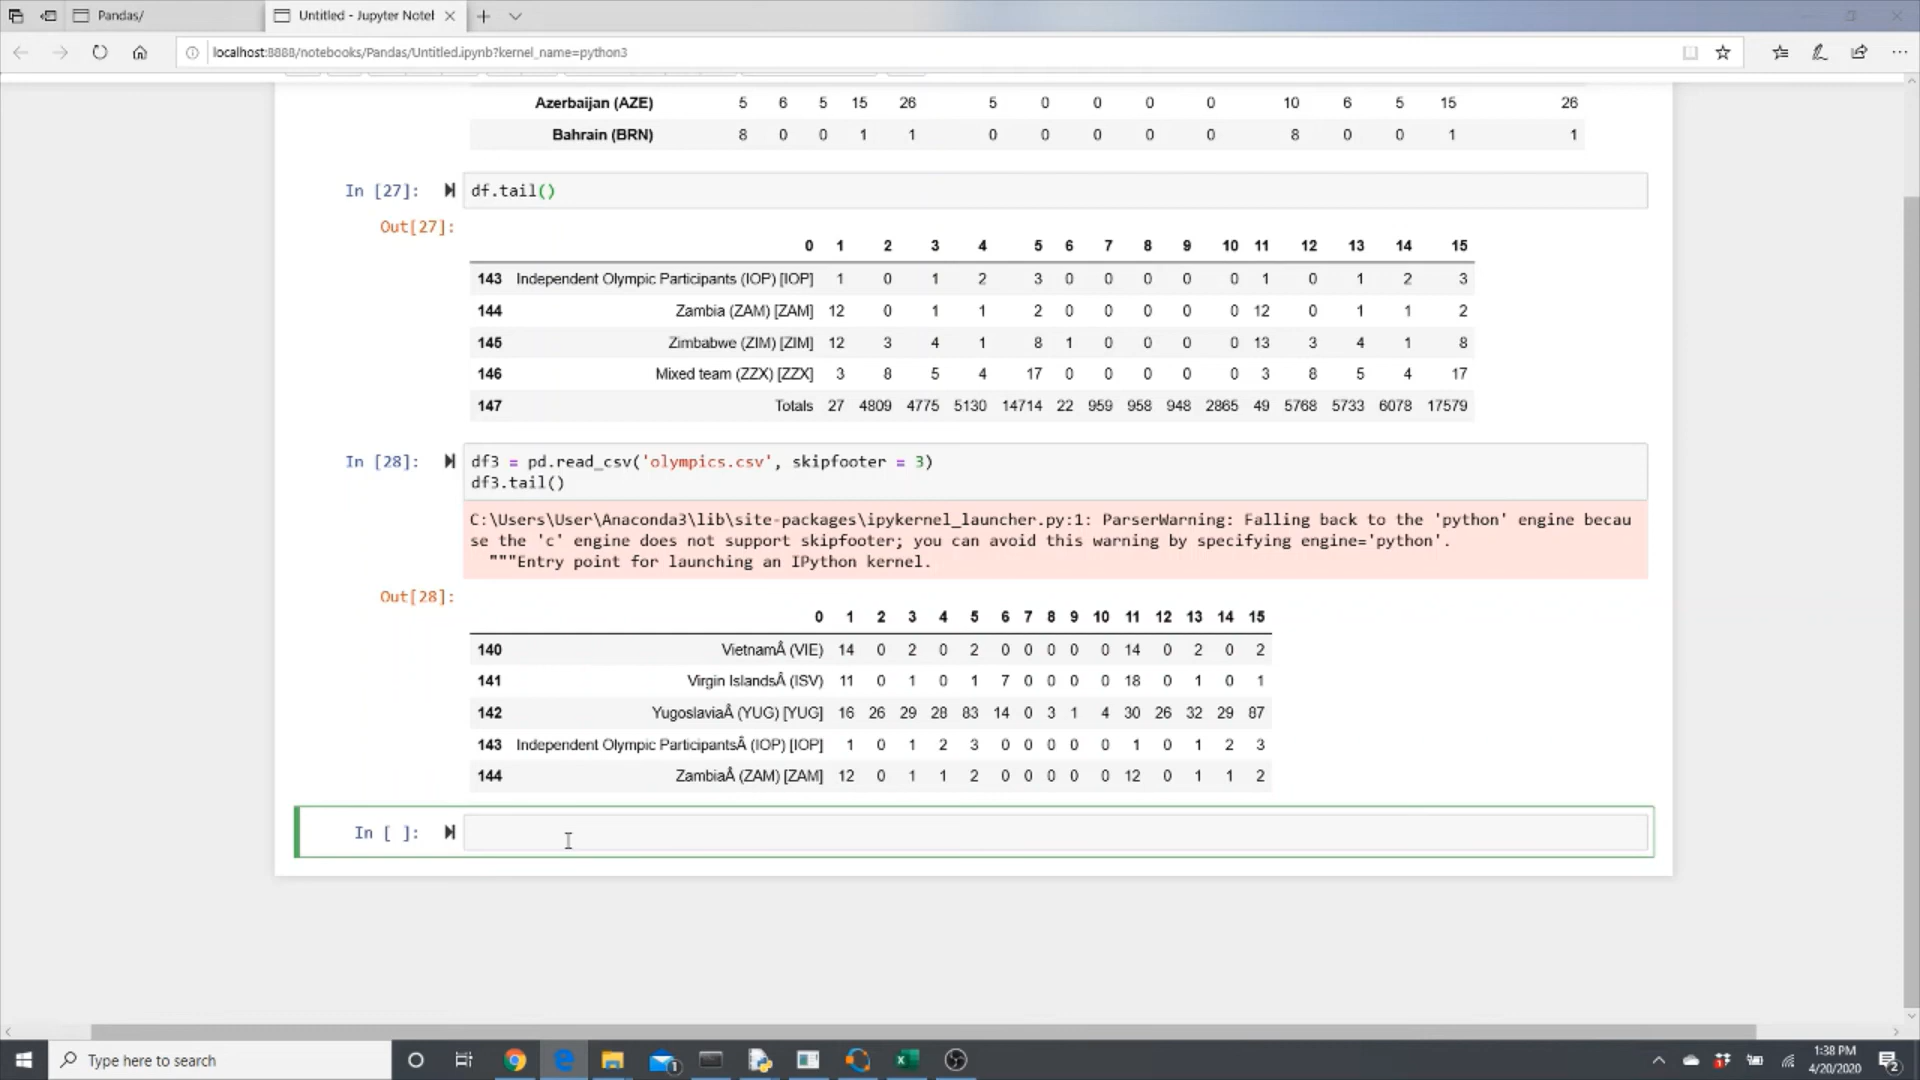 Pandas/
Untitled - Jupyter Notel
localhost:8888/notebooks/Pandas/Untitled.ipynb?kernel_name=python3
Azerbaijan (AZE) 5 6 5 15 26 5 0 0 0 0 10 6 5 15 26
Bahrain (BRN) 8 0 0 1 1 0 0 0 0 0 8 0 0 1 1
In [27]: df.tail()
Out[27]:
0 1 2 3 4 5 6 7 8 9 10 11 12 13 14 15
143 Independent Olympic Participants (IOP) [IOP] 1 0 1 2 3 0 0 0 0 0 1 0 1 2 3
144 Zambia (ZAM) [ZAM] 12 0 1 1 2 0 0 0 0 0 12 0 1 1 2
145 Zimbabwe (ZIM) [ZIM] 12 3 4 1 8 1 0 0 0 0 13 3 4 1 8
146 Mixed team (ZZX) [ZZX] 3 8 5 4 17 0 0 0 0 0 3 8 5 4 17
147 Totals 27 4809 4775 5130 14714 22 959 958 948 2865 49 5768 5733 6078 17579
In [28]: df3 = pd.read_csv('olympics.csv', skipfooter = 3)
df3.tail()
C:\Users\User\Anaconda3\lib\site-packages\ipykernel_launcher.py:1: ParserWarning: Falling back to the 'python' engine becau
se the 'c' engine does not support skipfooter; you can avoid this warning by specifying engine='python'.
"""Entry point for launching an IPython kernel.
Out[28]:
0 1 2 3 4 5 6 7 8 9 10 11 12 13 14 15
140 VietnamÂ (VIE) 14 0 2 0 2 0 0 0 0 0 14 0 2 0 2
141 Virgin IslandsÂ (ISV) 11 0 1 0 1 7 0 0 0 0 18 0 1 0 1
142 YugoslaviaÂ (YUG) [YUG] 16 26 29 28 83 14 0 3 1 4 30 26 32 29 87
143 Independent Olympic ParticipantsÂ (IOP) [IOP] 1 0 1 2 3 0 0 0 0 0 1 0 1 2 3
144 ZambiaÂ (ZAM) [ZAM] 12 0 1 1 2 0 0 0 0 0 12 0 1 1 2
In [ ]:
Type here to search
1
1
1:38 PM
4/20/2020
2